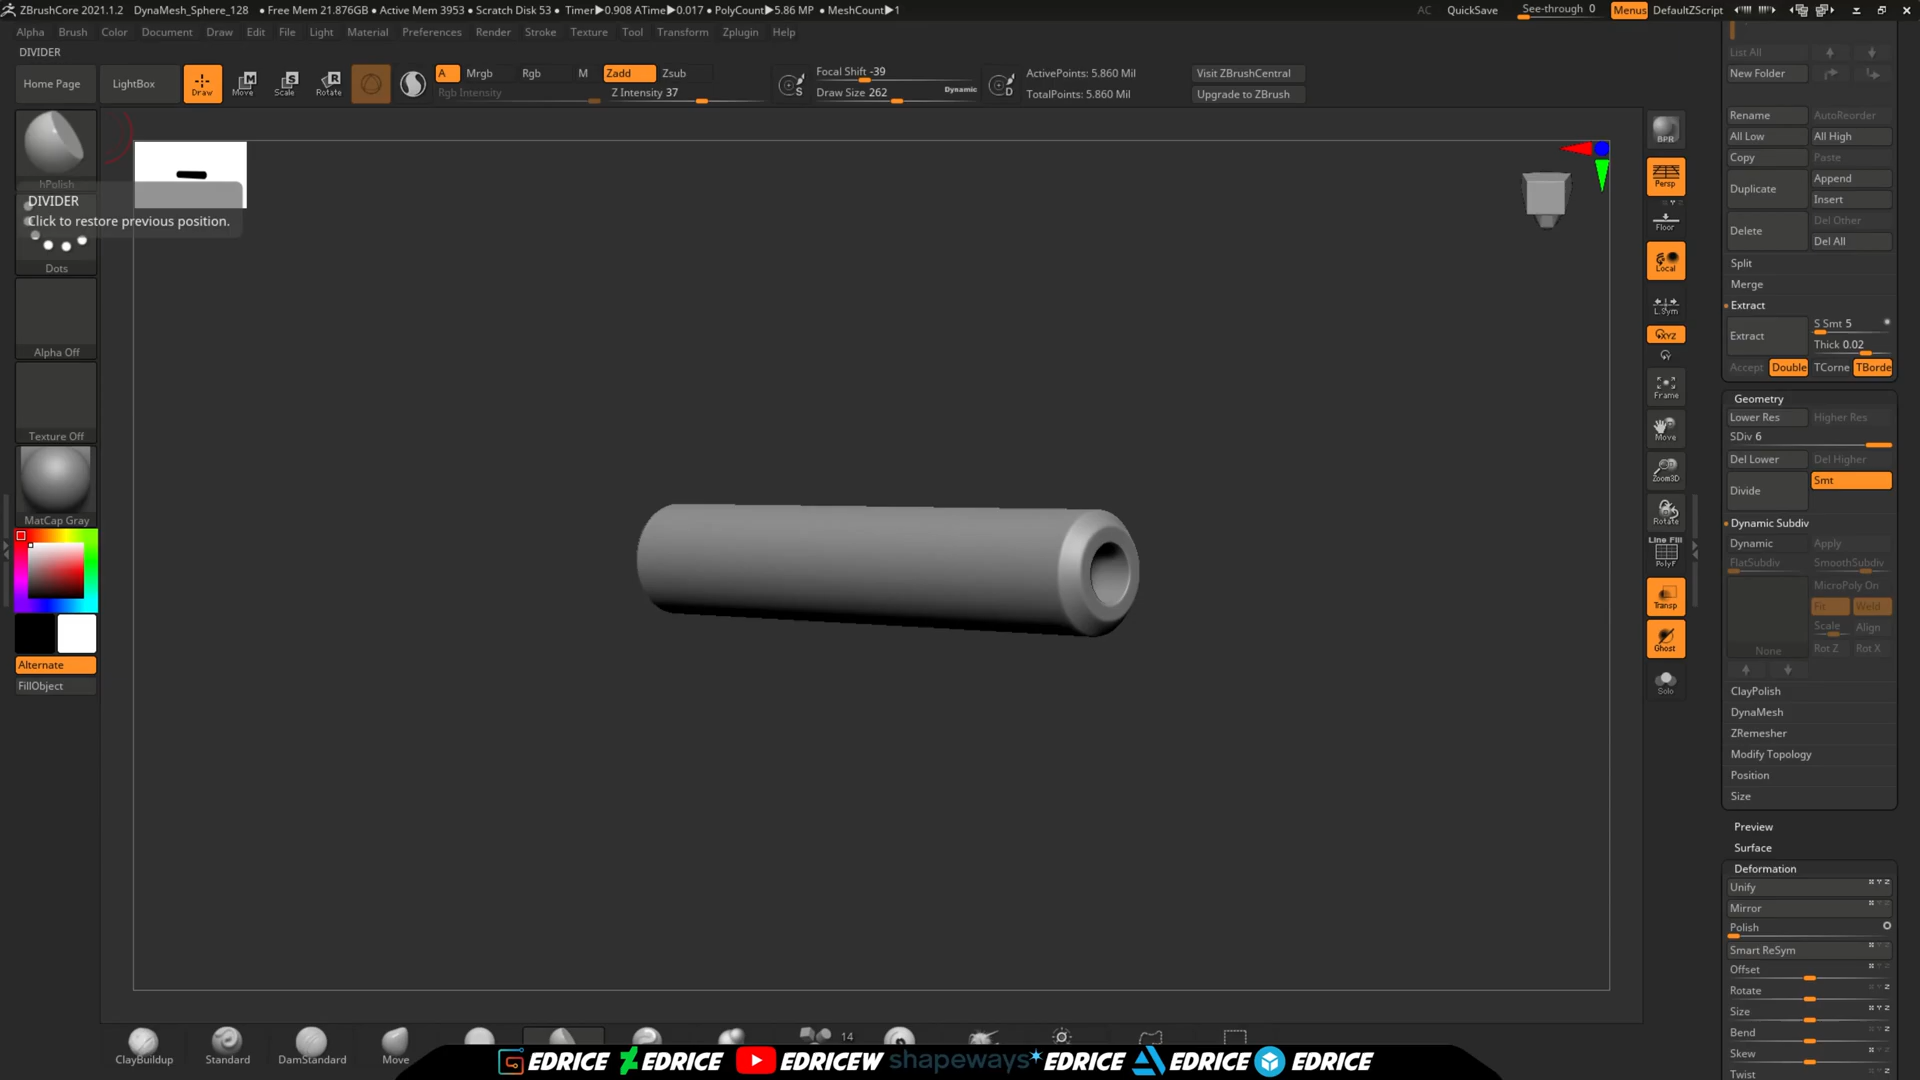 ZBrushCore 2021.1.2 DynaMesh_Sphere_128 • Free Mem 21.876GB • Active Mem 3953 • Scratch Disk 53 • Timer▶0.908 ATime▶0.017 • PolyCount▶5.86 MP • MeshCount▶1
AC QuickSave See-through 0 Menus DefaultZScript
Alpha Brush Color Document Draw Edit File Light Material Preferences Render Stroke Texture Tool Transform Zplugin Help
DIVIDER
Home Page LightBox Draw Move Scale Rotate
A Mrgb Rgb M Zadd Zsub
Rgb Intensity Z Intensity 37
Focal Shift -39
Draw Size 262 Dynamic
ActivePoints: 5.860 Mil
TotalPoints: 5.860 Mil
Visit ZBrushCentral
Upgrade to ZBrush
hPolish
DIVIDER
Click to restore previous position.
Dots
Alpha Off
Texture Off
MatCap Gray
Alternate
FillObject
BPR
Persp
Floor
Local
L.Sym
XYZ
Frame
Move
Zoom3D
Rotate
Line Fill
PolyF
Transp
Ghost
Solo
List All
New Folder
Rename AutoReorder
All Low All High
Copy Paste
Duplicate Append
Insert
Delete Del Other
Del All
Split
Merge
Extract
Extract S Smt 5
Thick 0.02
Accept Double TCorne TBorde
Geometry
Lower Res Higher Res
SDiv 6
Del Lower Del Higher
Divide Smt
Dynamic Subdiv
Dynamic Apply
FlatSubdiv SmoothSubdiv
MicroPoly On
Fit Weld
Scale Align
None Rot Z Rot X
ClayPolish
DynaMesh
ZRemesher
Modify Topology
Position
Size
Preview
Surface
Deformation
Unify
Mirror
Polish
Smart ReSym
Offset
Rotate
Size
Bend
Skew
Twist
ClayBuildup Standard DamStandard Move 14
EDRICE EDRICE EDRICEW shapeways EDRICE EDRICE EDRICE